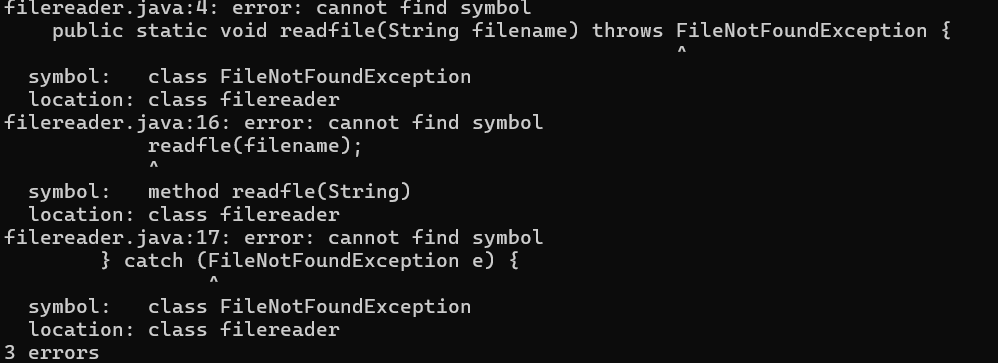 filereader.java:4: error: cannot find symbol
    public static void readfile(String filename) throws FileNotFoundException {
                                                        ^
  symbol:   class FileNotFoundException
  location: class filereader
filereader.java:16: error: cannot find symbol
            readfle(filename);
            ^
  symbol:   method readfle(String)
  location: class filereader
filereader.java:17: error: cannot find symbol
        } catch (FileNotFoundException e) {
                 ^
  symbol:   class FileNotFoundException
  location: class filereader
3 errors